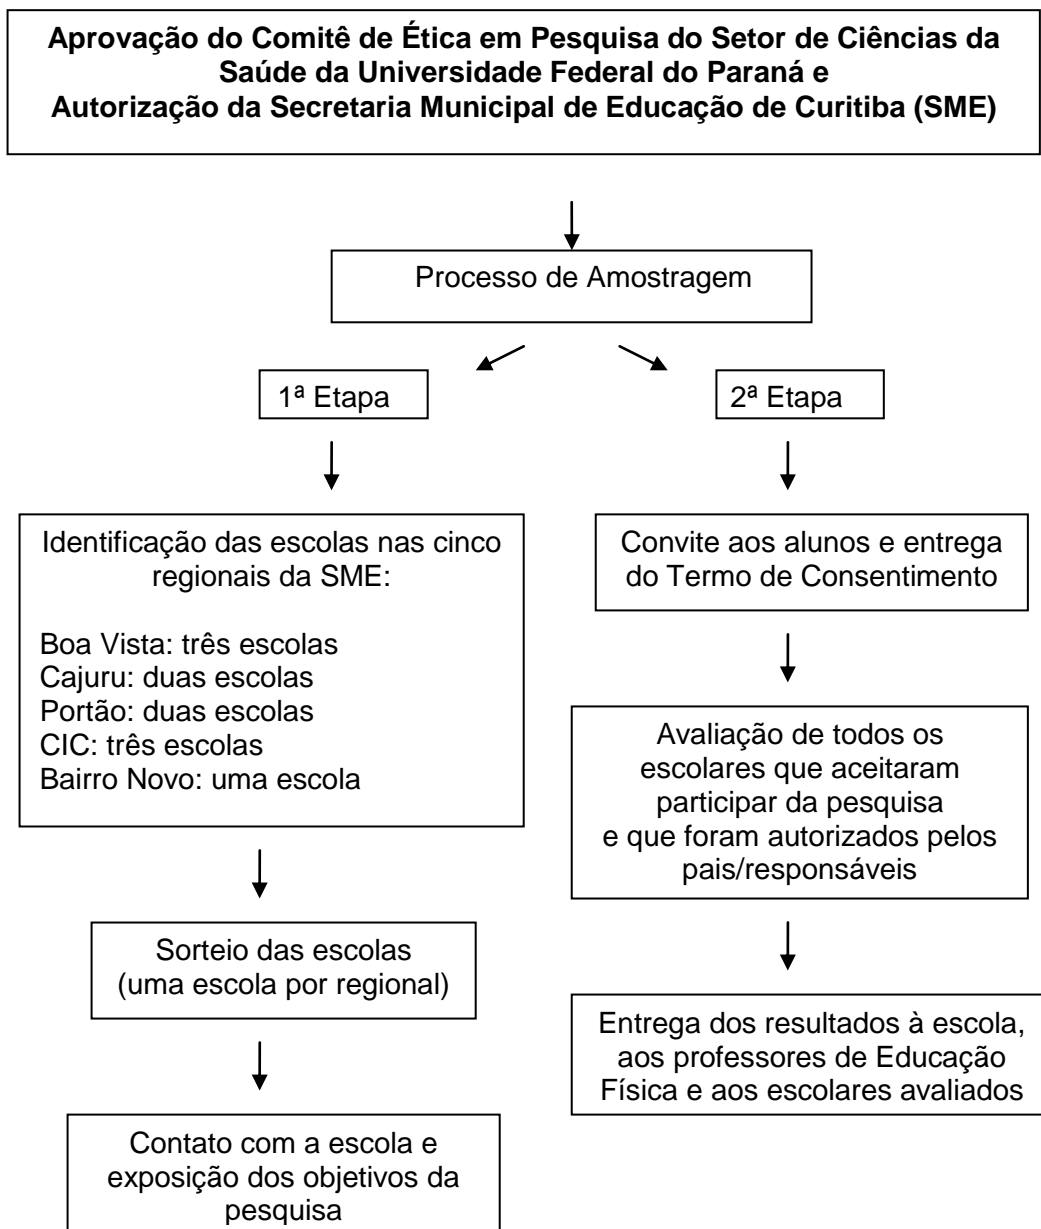 Aprovação do Comitê de Ética em Pesquisa do Setor de Ciências da
Saúde da Universidade Federal do Paraná e
Autorização da Secretaria Municipal de Educação de Curitiba (SME)
Processo de Amostragem
1ª Etapa
Identificação das escolas nas cinco
regionais da SME:
Boa Vista: três escolas
Cajuru: duas escolas
Portão: duas escolas
CIC: três escolas
Bairro Novo: uma escola
Sorteio das escolas
(uma escola por regional)
Contato com a escola e
exposição dos objetivos da
pesquisa
2ª Etapa
Convite aos alunos e entrega
do Termo de Consentimento
Avaliação de todos os
escolares que aceitaram
participar da pesquisa
e que foram autorizados pelos
pais/responsáveis
Entrega dos resultados à escola,
aos professores de Educação
Física e aos escolares avaliados